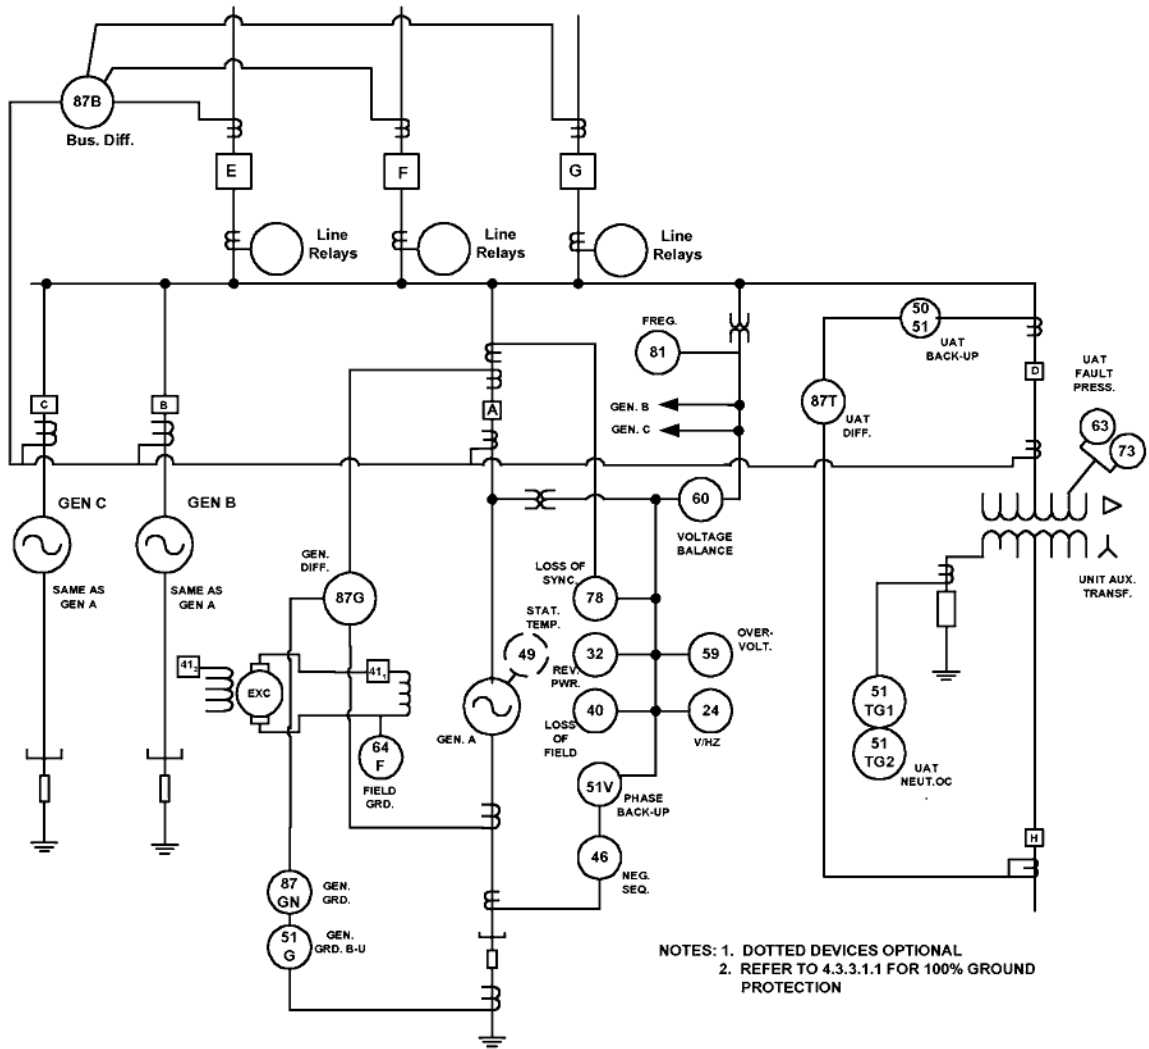 87B
Bus. Diff.
E
F
G
Line
Relays
Line
Relays
Line
Relays
FREG.
81
50
51
UAT
BACK-UP
UAT
FAULT
PRESS.
D
87T
UAT
DIFF.
63
73
C
B
A
GEN. B
GEN. C
GEN C
GEN B
60
VOLTAGE
BALANCE
SAME AS
GEN A
SAME AS
GEN A
GEN.
DIFF.
87G
LOSS OF
SYNC.
78
STAT.
TEMP.
49
32
REV.
PWR.
59
OVER-
VOLT.
UNIT AUX.
TRANSF.
41₂
EXC
41₁
GEN. A
40
LOSS
OF
FIELD
24
V/HZ
51
TG1
51
TG2
UAT
NEUT.OC
64
F
FIELD
GRD.
51V
PHASE
BACK-UP
46
NEG.
SEQ.
H
87
GN
GEN.
GRD.
51
G
GEN.
GRD. B-U
NOTES: 1. DOTTED DEVICES OPTIONAL
2. REFER TO 4.3.3.1.1 FOR 100% GROUND
PROTECTION